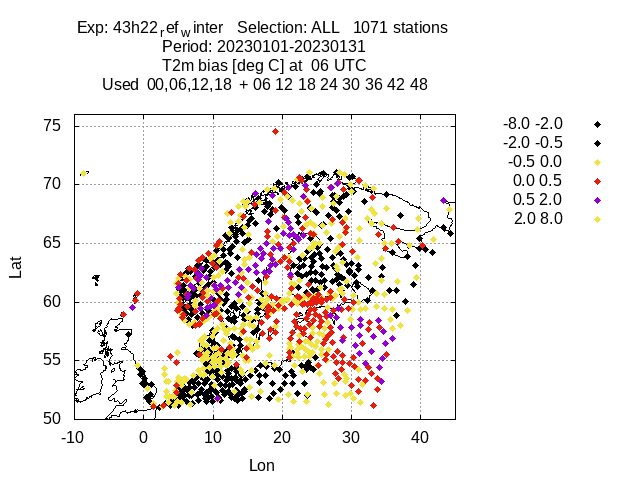 Exp: 43h22ref winter Selection: ALL 1071 stations
Period: 20230101-20230131
T2m bias [deg C] at 06 UTC
Used 00,06,12,18 + 06 12 18 24 30 36 42 48
-8.0 -2.0
-2.0 -0.5
-0.5 0.0
0.0 0.5
0.5 2.0
2.0 8.0
75
70
65
60
55
50
Lat
-10 0 10 20 30 40
Lon